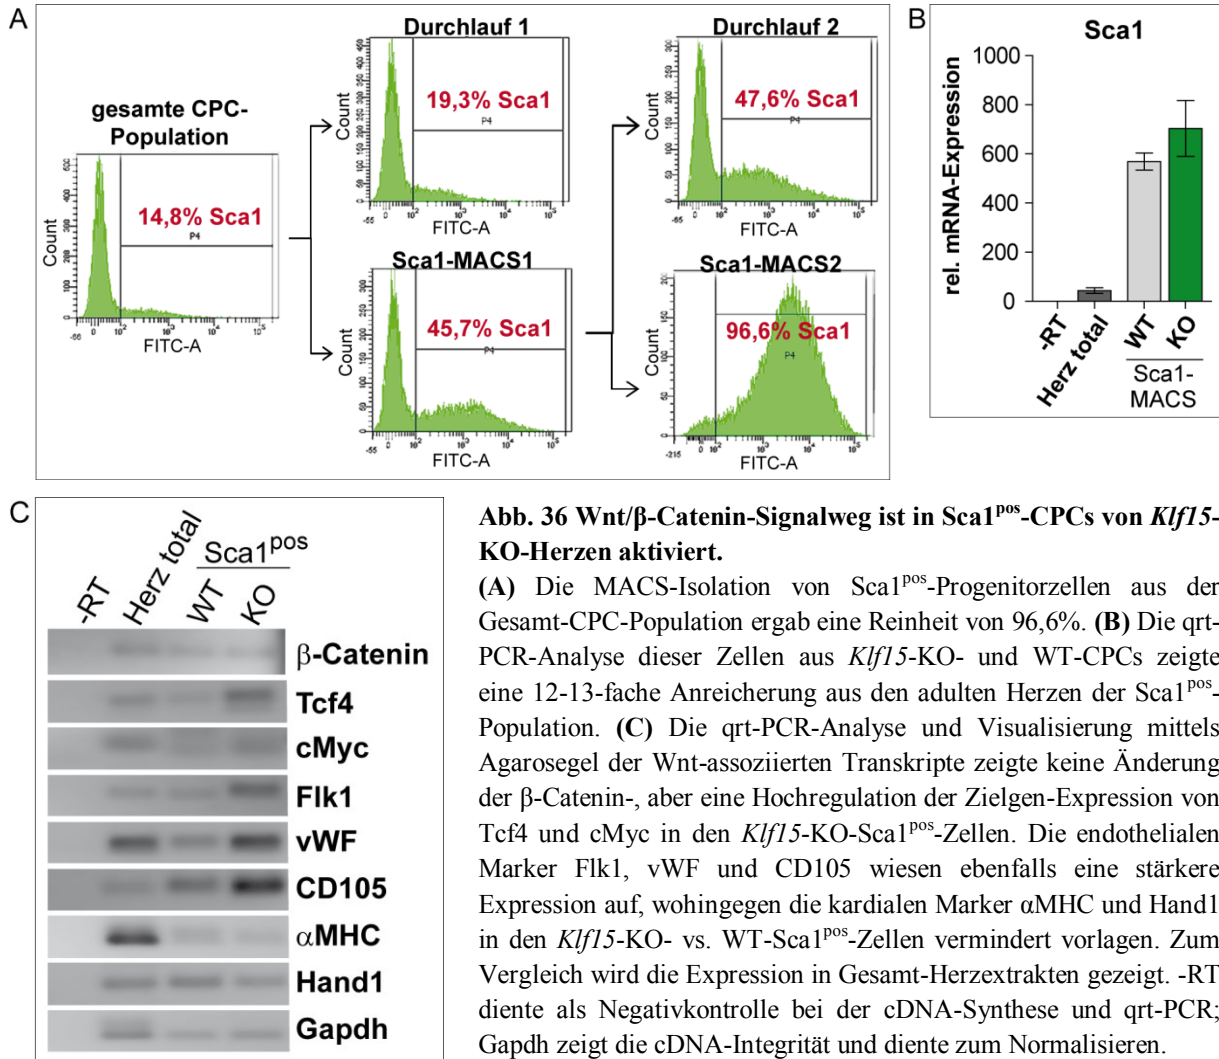 A
gesamte CPC-
Population
14,8% Sca1
P4
Count
FITC-A
Durchlauf 1
19,3% Sca1
P4
Count
FITC-A
Sca1-MACS1
45,7% Sca1
P4
Count
FITC-A
Durchlauf 2
47,6% Sca1
P4
Count
FITC-A
Sca1-MACS2
96,6% Sca1
P4
Count
FITC-A
B
Sca1
rel. mRNA-Expression
1000
800
600
400
200
0
-RT
Herz total
WT
KO
Sca1-
MACS
C
-RT
Herz total
Sca1pos
WT
KO
β-Catenin
Tcf4
cMyc
Flk1
vWF
CD105
αMHC
Hand1
Gapdh
Abb. 36 Wnt/β-Catenin-Signalweg ist in Sca1pos-CPCs von Klf15-
KO-Herzen aktiviert.
(A) Die MACS-Isolation von Sca1pos-Progenitorzellen aus der
Gesamt-CPC-Population ergab eine Reinheit von 96,6%. (B) Die qrt-
PCR-Analyse dieser Zellen aus Klf15-KO- und WT-CPCs zeigte
eine 12-13-fache Anreicherung aus den adulten Herzen der Sca1pos-
Population. (C) Die qrt-PCR-Analyse und Visualisierung mittels
Agarosegel der Wnt-assoziierten Transkripte zeigte keine Änderung
der β-Catenin-, aber eine Hochregulation der Zielgen-Expression von
Tcf4 und cMyc in den Klf15-KO-Sca1pos-Zellen. Die endothelialen
Marker Flk1, vWF und CD105 wiesen ebenfalls eine stärkere
Expression auf, wohingegen die kardialen Marker αMHC und Hand1
in den Klf15-KO- vs. WT-Sca1pos-Zellen vermindert vorlagen. Zum
Vergleich wird die Expression in Gesamt-Herzextrakten gezeigt. -RT
diente als Negativkontrolle bei der cDNA-Synthese und qrt-PCR;
Gapdh zeigt die cDNA-Integrität und diente zum Normalisieren.